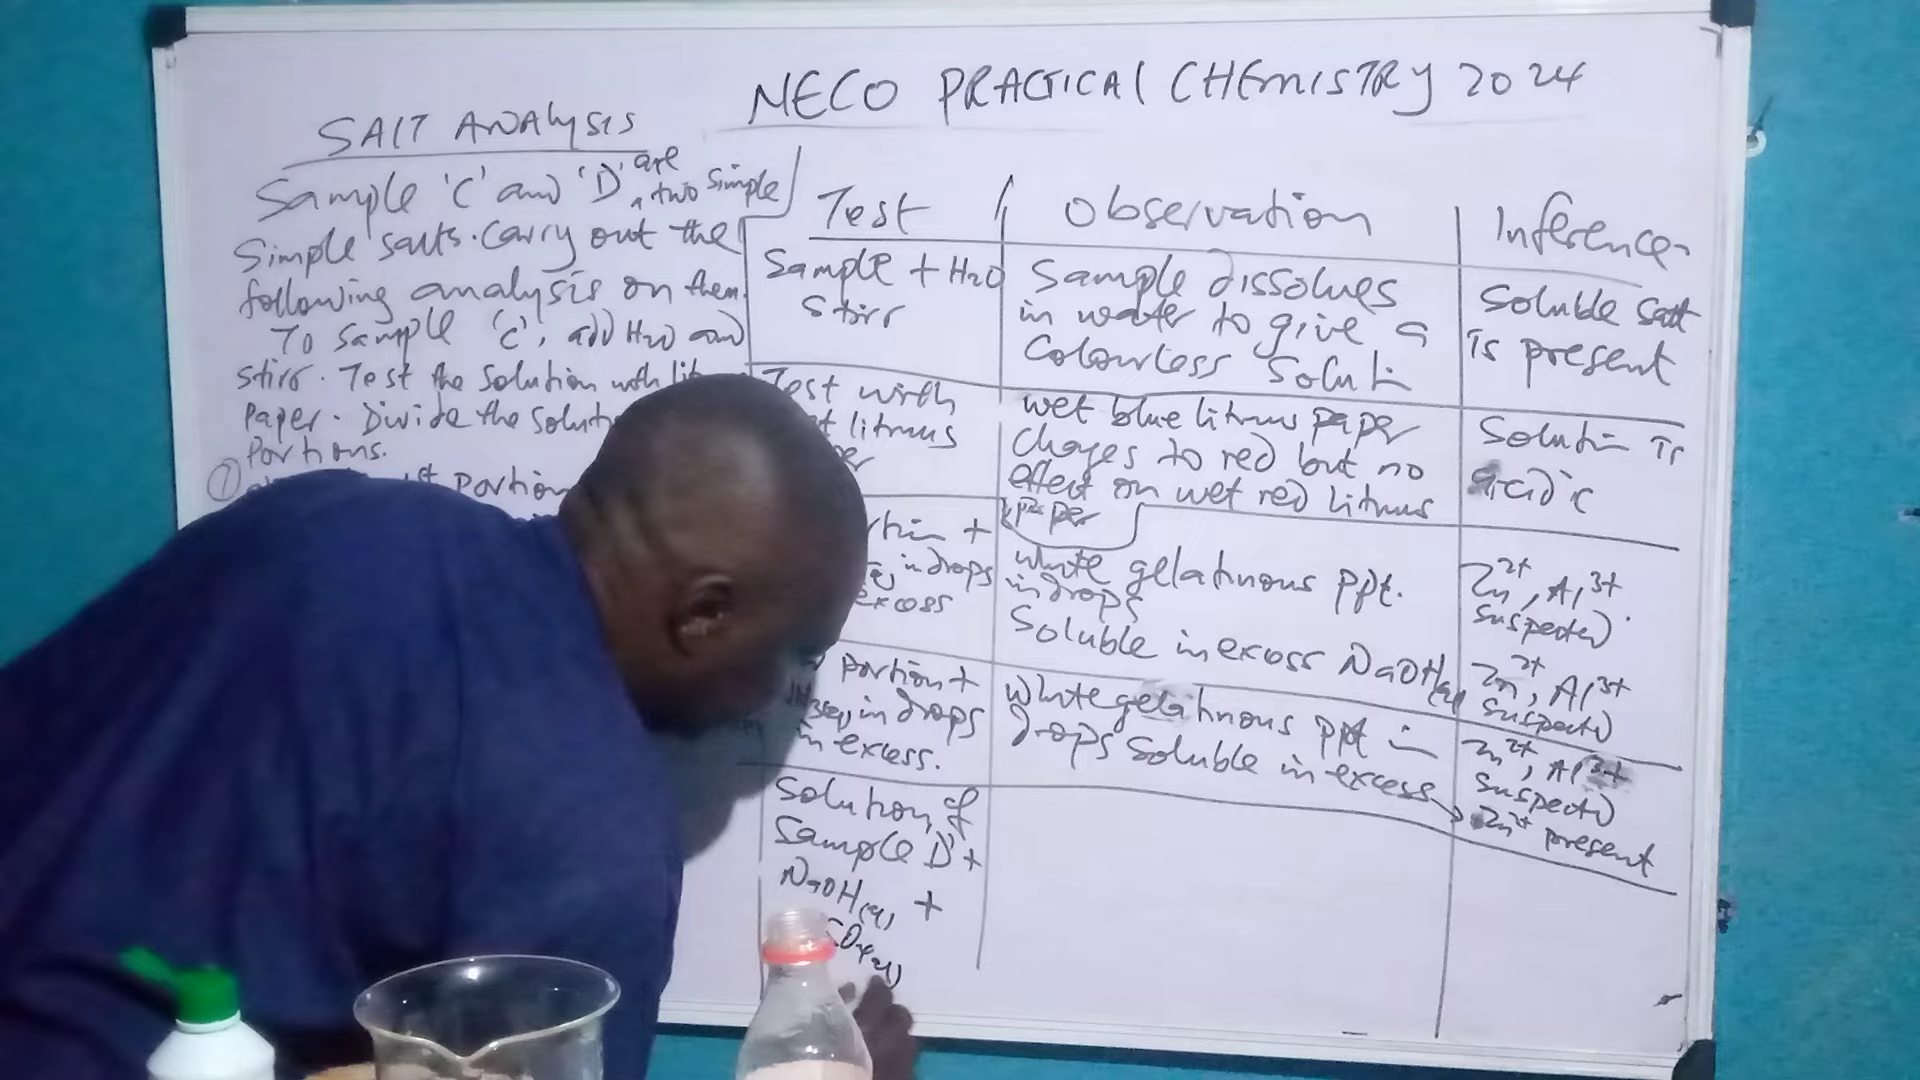 NECO PRACTICAL CHEMISTRY 2024
SALT ANALYSIS
Sample 'C' and 'D' are two simple
Simple salts. Carry out the
following analysis on them.
To Sample 'C', add H2O and
stirr. Test the Solution with
Paper. Divide the
Portions.
① 1st Portion
Test | Observation | Inference
Sample + H2O
stirr
Sample dissolves
in water to give a
Colourless Soluti
Soluble Salt
is present
Test with
litmus
wet blue litmus paper
changes to red but no
effect on wet red litmus
paper
Soluti is
acidic
+
in drops
excess
white gelatinous ppt.
in drops
Soluble in excess NaOH(aq)
Zn2+, Al3+
suspected.
Zn2+, Al3+
suspected
portion +
in drops
in excess.
white gelatinous ppt in
drops soluble in excess
Zn2+, Al3+
suspected
Zn2+ present
Solution of
Sample D +
NaOH(aq) +